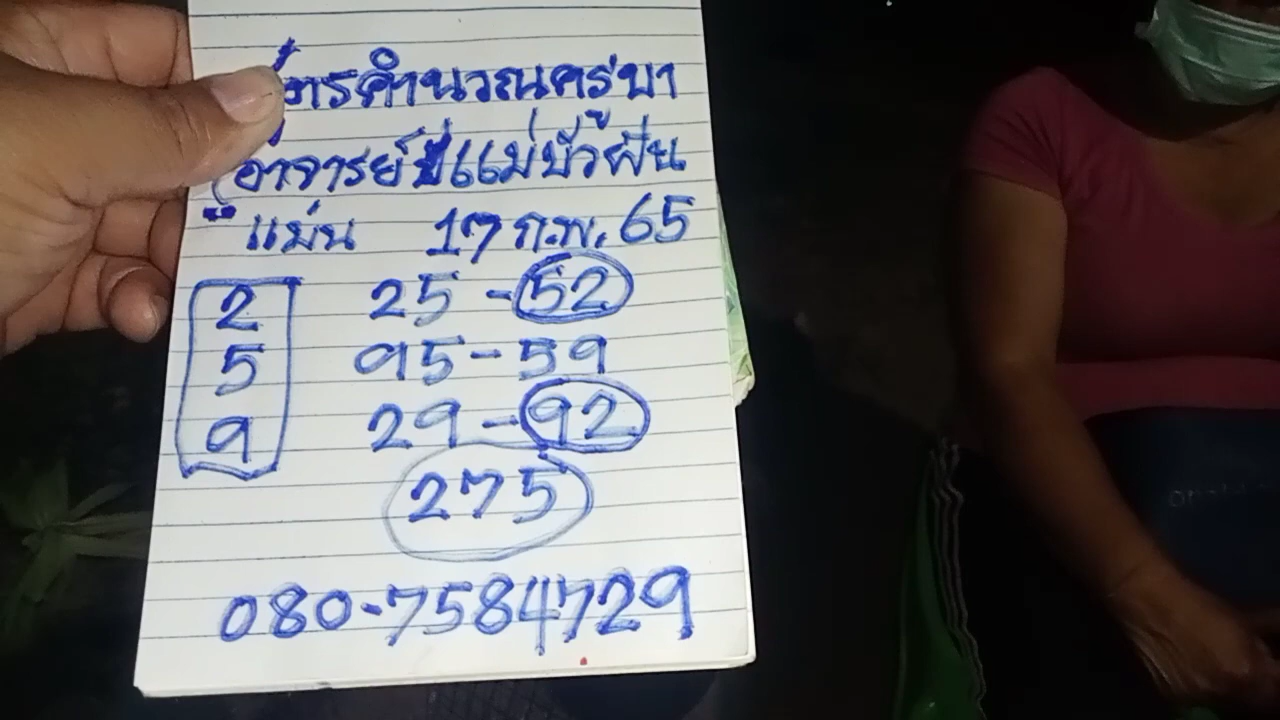 ตรคำนวณครูบา
อาจารย์ แม่บัวฝัน
แม่น 17 ก.พ. 65
2 25 - 52
5 95 - 59
9 29 - 92
275
080-7584729